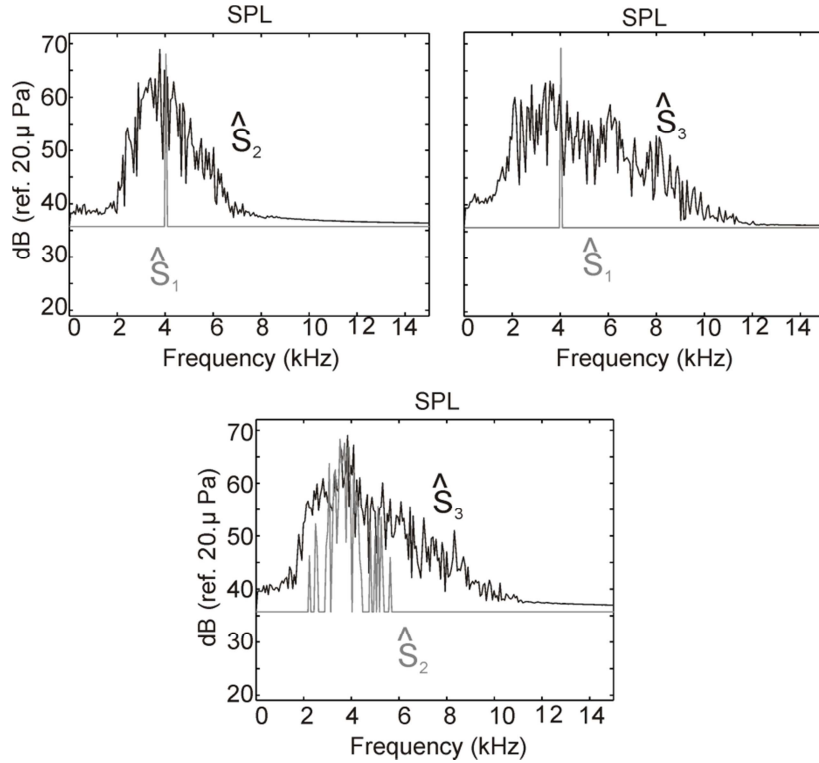 SPL
dB (ref. 20.μ Pa)
70
60
50
40
30
20
Ŝ2
Ŝ1
0 2 4 6 8 10 12 14
Frequency (kHz)
SPL
Ŝ3
Ŝ1
0 2 4 6 8 10 12 14
Frequency (kHz)
SPL
dB (ref. 20.μ Pa)
70
60
50
40
30
20
Ŝ3
Ŝ2
0 2 4 6 8 10 12 14
Frequency (kHz)